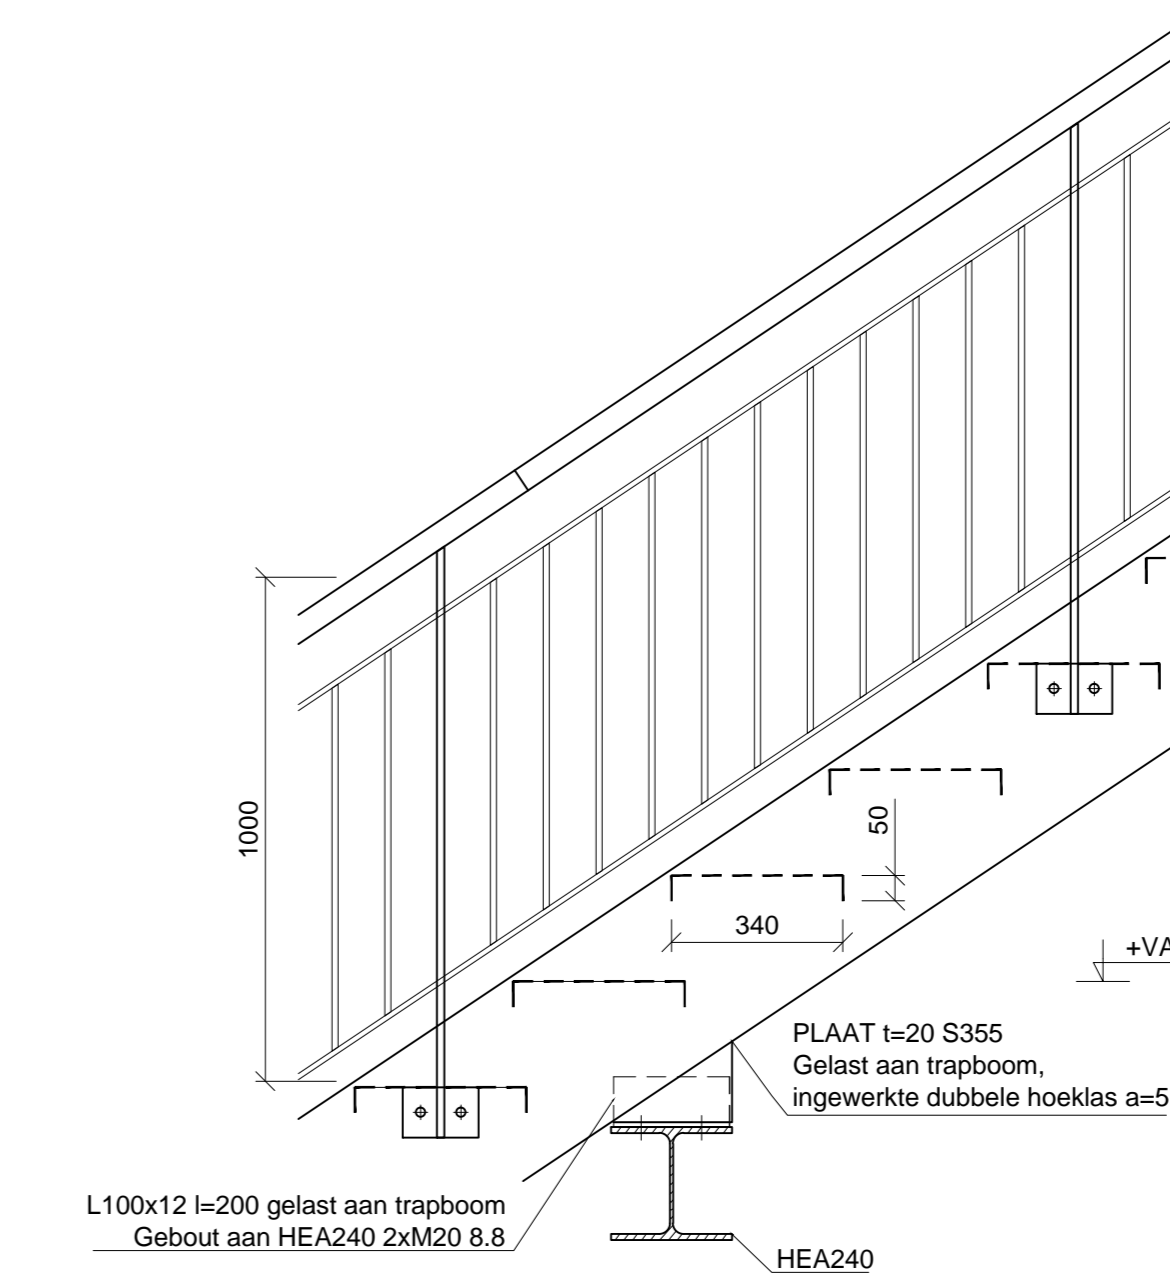 1000
50
340
+VA
PLAAT t=20 S355
Gelast aan trapboom,
ingewerkte dubbele hoeklas a=5
L100x12 l=200 gelast aan trapboom
Gebout aan HEA240 2xM20 8.8
HEA240